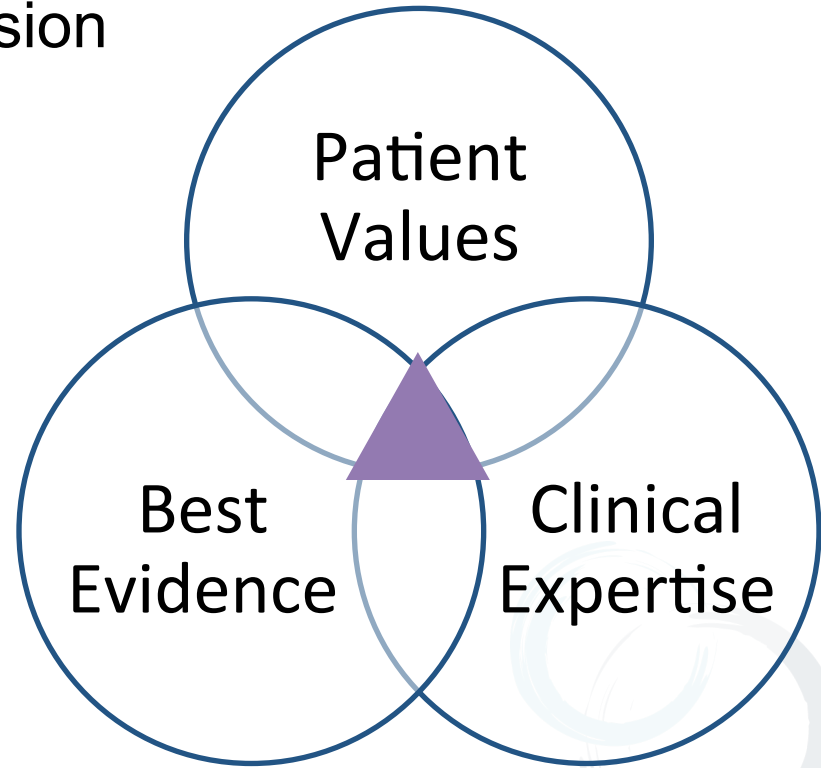 sion
Patient
Values
Best
Evidence
Clinical
Expertise